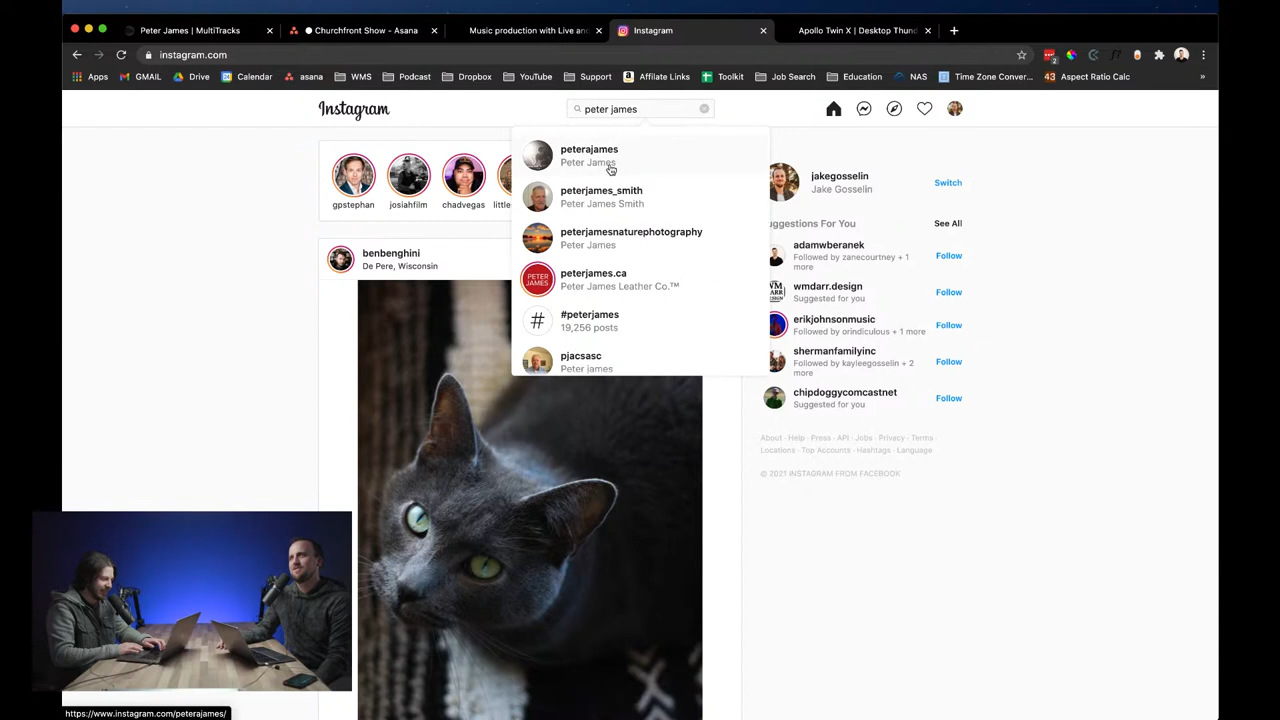 Peter James | MultiTracks
Churchfront Show - Asana
Music production with Live and
Instagram
Apollo Twin X | Desktop Thund
instagram.com
Apps
GMAIL
Drive
Calendar
asana
WMS
Podcast
Dropbox
YouTube
Support
Affilate Links
Toolkit
Job Search
Education
NAS
Time Zone Conver...
43 Aspect Ratio Calc
»
Instagram
peter james
gpstephan
josiahfilm
chadvegas
little
peterajames
Peter James
peterjames_smith
Peter James Smith
peterjamesnaturephotography
Peter James
PETER JAMES
peterjames.ca
Peter James Leather Co.™
#
#peterjames
19,256 posts
pjacsasc
Peter james
benbenghini
De Pere, Wisconsin
jakegosselin
Jake Gosselin
Switch
uggestions For You
See All
adamwberanek
Followed by zanecourtney + 1
more
Follow
wmdarr.design
Suggested for you
Follow
erikjohnsonmusic
Followed by orindiculous + 1 more
Follow
shermanfamilyinc
Followed by kayleegosselin + 2
more
Follow
chipdoggycomcastnet
Suggested for you
Follow
About · Help · Press · API · Jobs · Privacy · Terms ·
Locations · Top Accounts · Hashtags · Language
© 2021 INSTAGRAM FROM FACEBOOK
https://www.instagram.com/peterajames/